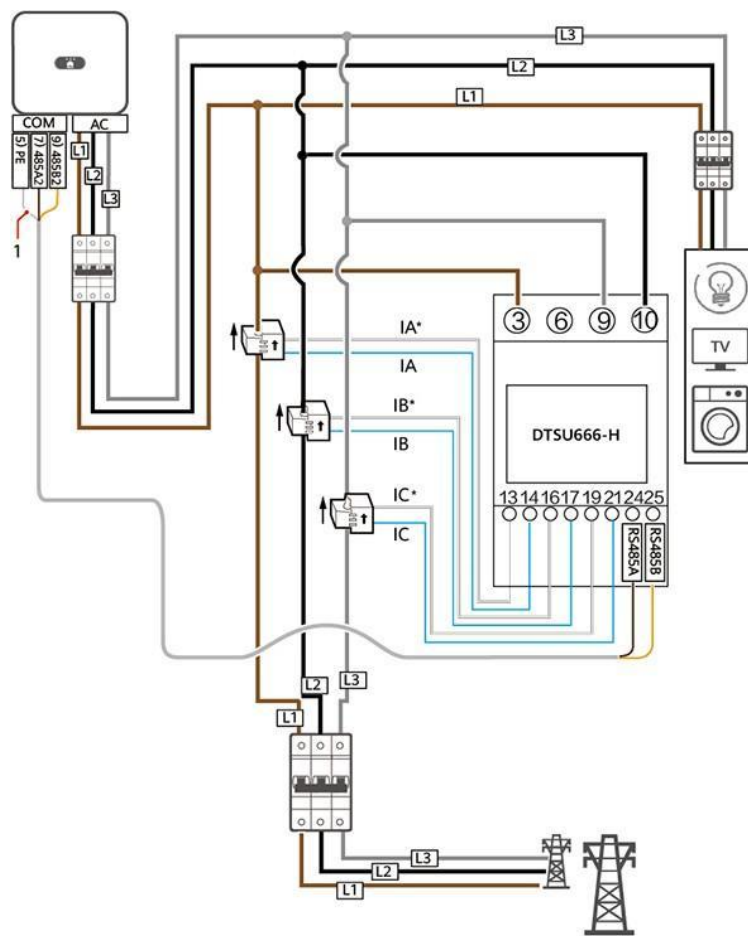 L3
L2
L1
COM
AC
5) PE
7) 485A2
9) 485B2
L1
L2
L3
1
3
6
9
10
IA*
IA
TV
IB*
IB
DTSU666-H
IC*
IC
13 14 16 17 19 21 24 25
RS485A
RS485B
L2
L3
L1
L3
L2
L1